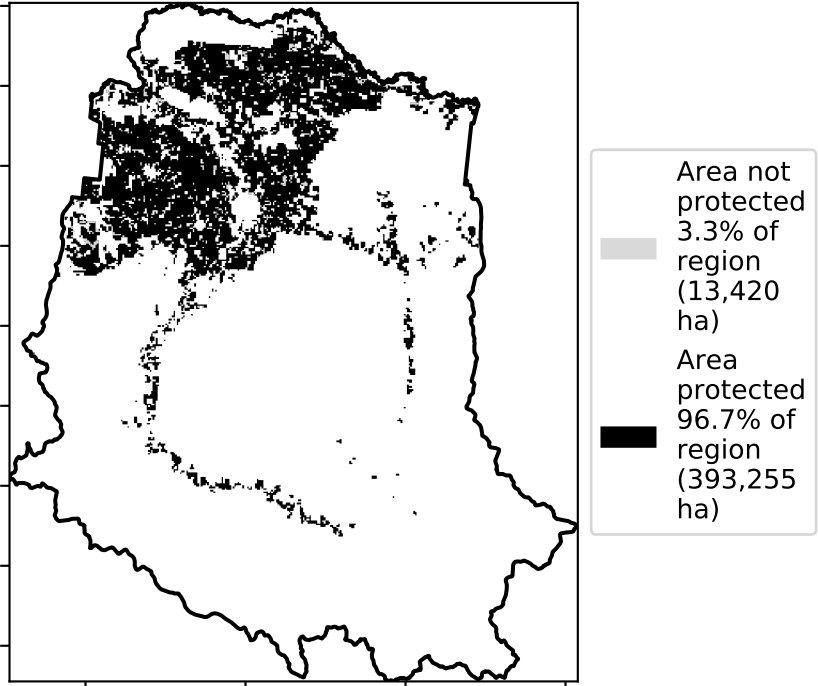 Area not
protected
3.3% of
region
(13,420
ha)
Area
protected
96.7% of
region
(393,255
ha)